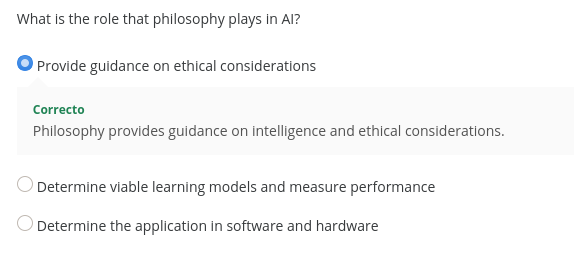 What is the role that philosophy plays in AI?
Provide guidance on ethical considerations
Correcto
Philosophy provides guidance on intelligence and ethical considerations.
Determine viable learning models and measure performance
Determine the application in software and hardware